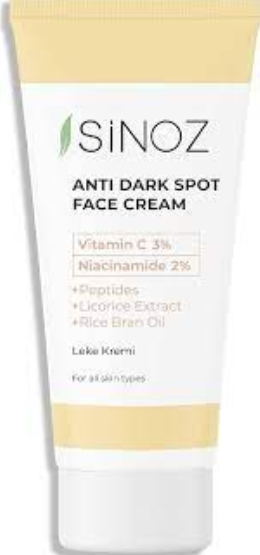 SiNOZ
ANTI DARK SPOT
FACE CREAM
Vitamin C 3%
Niacinamide 2%
+Peptides
+Licorice Extract
+Rice Bran Oil
Leke Kremi
For all skin types